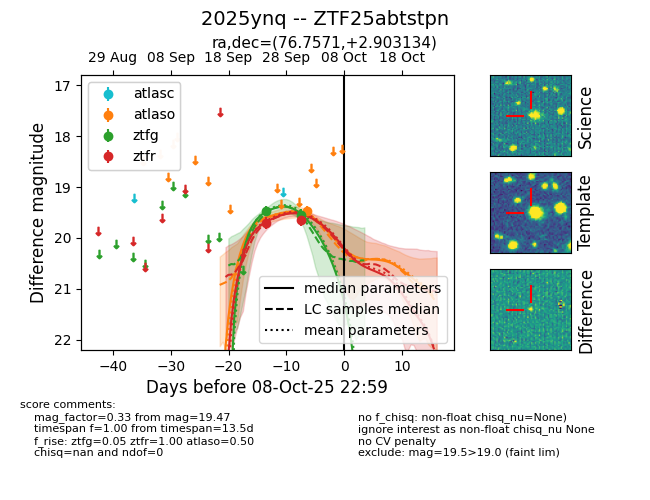 2025ynq -- ZTF25abtstpn
ra,dec=(76.7571,+2.903134)
29 Aug 08 Sep 18 Sep 28 Sep 08 Oct 18 Oct
atlasc
atlaso
ztfg
ztfr
17
18
19
20
21
22
Difference magnitude
median parameters
LC samples median
mean parameters
−40 −30 −20 −10 0 10
Days before 08-Oct-25 22:59
Science
Template
Difference
score comments:
mag_factor=0.33 from mag=19.47
timespan f=1.00 from timespan=13.5d
f_rise: ztfg=0.05 ztfr=1.00 atlaso=0.50
chisq=nan and ndof=0
no f_chisq: non-float chisq_nu=None)
ignore interest as non-float chisq_nu None
no CV penalty
exclude: mag=19.5>19.0 (faint lim)